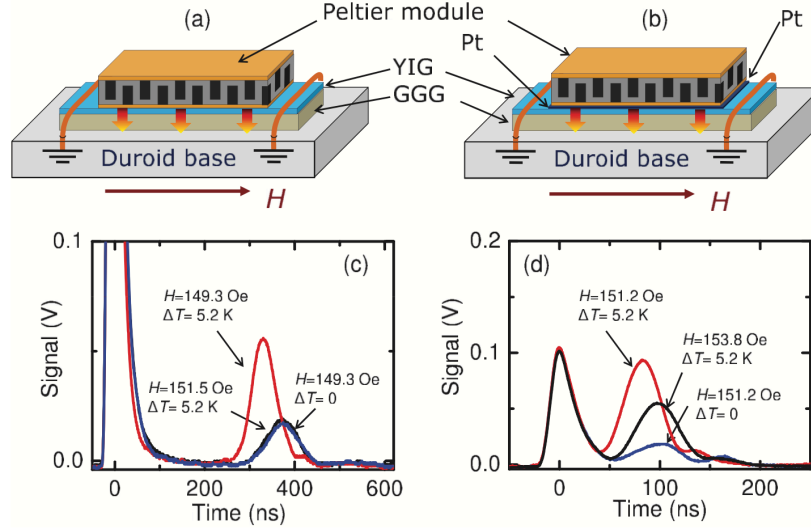 (a)
Peltier module
(b)
Pt
Pt
YIG
GGG
Duroid base
Duroid base
H
H
0.1
(c)
H=149.3 Oe
ΔT= 5.2 K
H=151.5 Oe
ΔT= 5.2 K
H=149.3 Oe
ΔT= 0
Signal (V)
0.0
0
200
400
600
Time (ns)
0.2
(d)
H=151.2 Oe
ΔT= 5.2 K
H=153.8 Oe
ΔT= 5.2 K
H=151.2 Oe
ΔT= 0
Signal (V)
0.1
0.0
0
100
200
Time (ns)